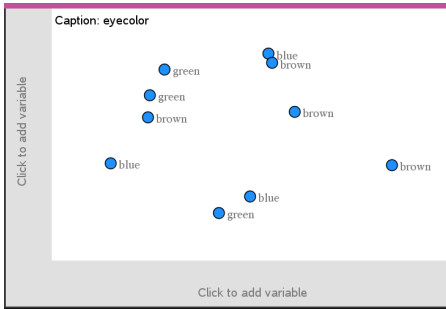 Caption: eyecolor
blue
brown
green
green
brown
brown
blue
brown
blue
green
Click to add variable
Click to add variable